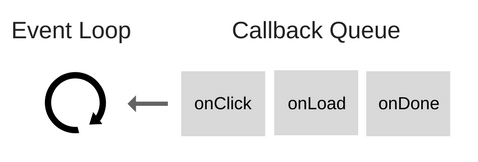 Event Loop
Callback Queue
onClick
onLoad
onDone